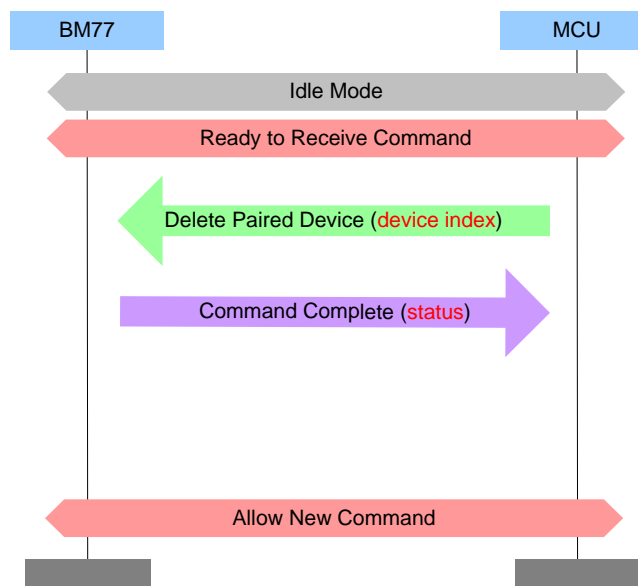 BM77
MCU
Idle Mode
Ready to Receive Command
Delete Paired Device (device index)
Command Complete (status)
Allow New Command